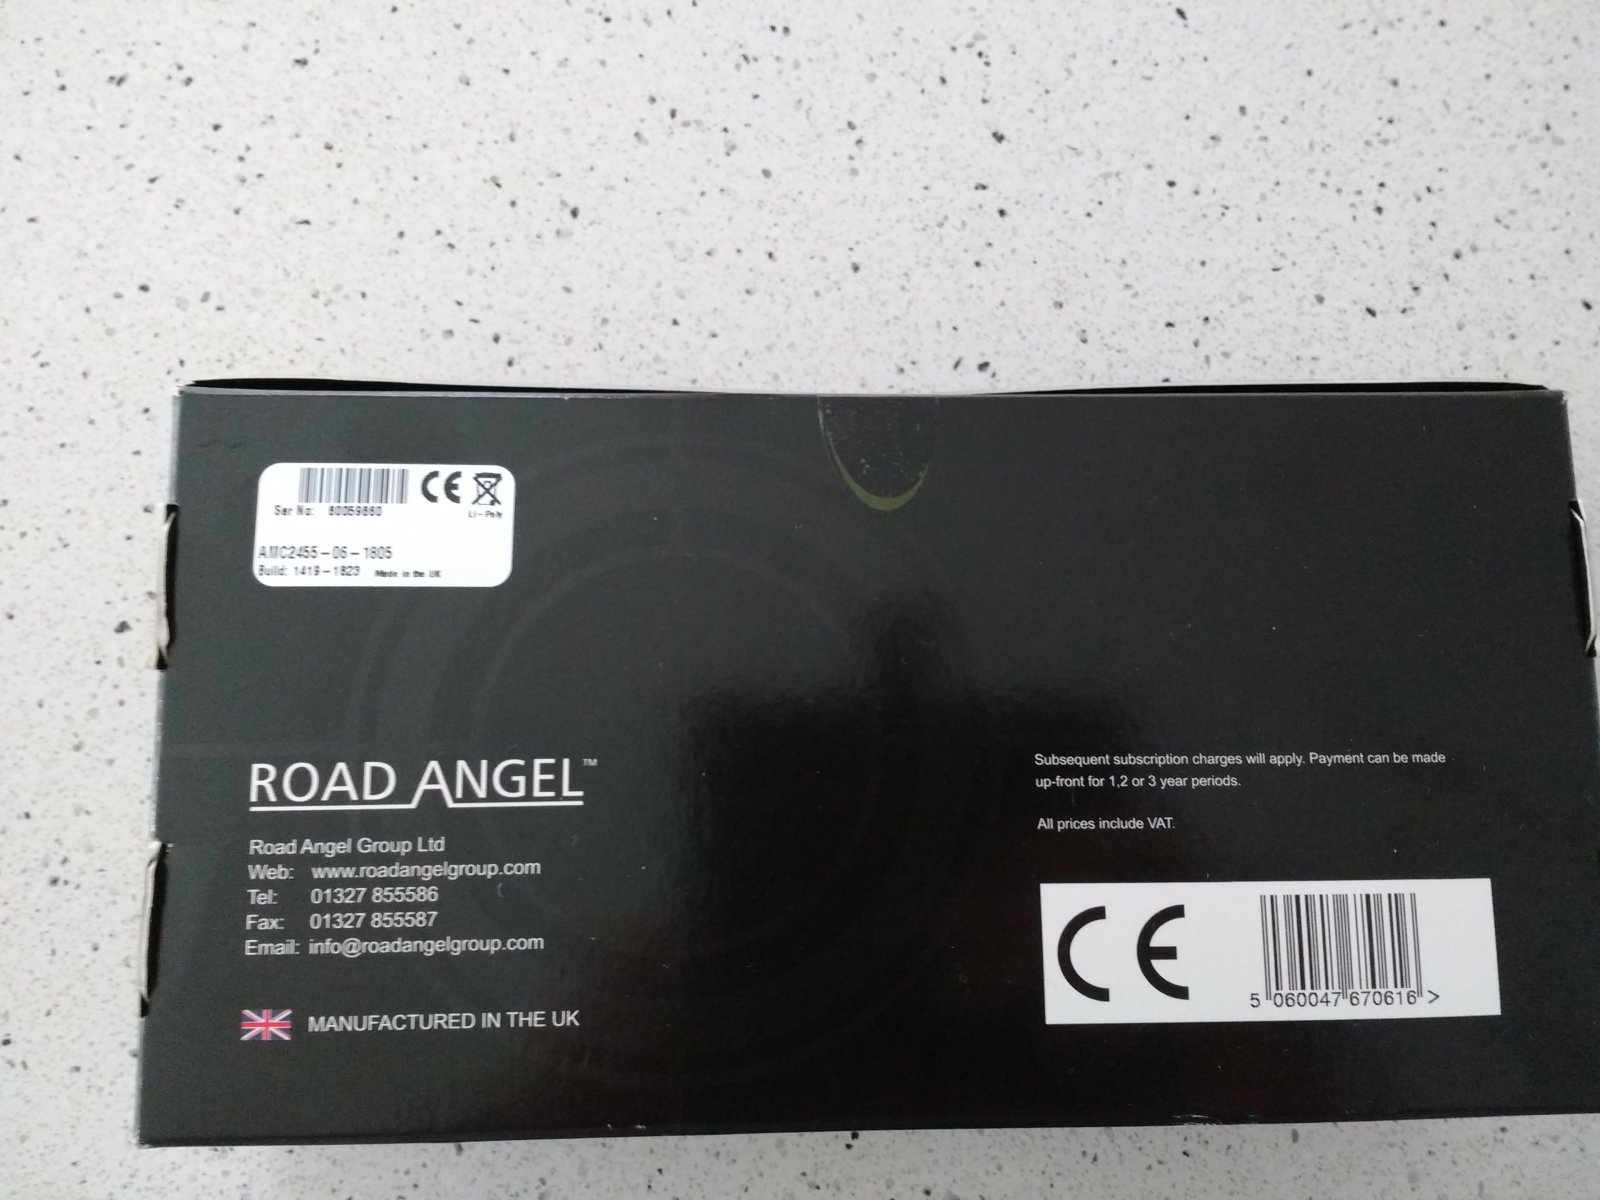 CE
Ser No: 80059860
Li-Poly
AMC2455-06-1805
Build: 1419-1823 Made in the UK
ROAD ANGEL™
Road Angel Group Ltd
Web: www.roadangelgroup.com
Tel: 01327 855586
Fax: 01327 855587
Email: info@roadangelgroup.com
MANUFACTURED IN THE UK
Subsequent subscription charges will apply. Payment can be made
up-front for 1,2 or 3 year periods.
All prices include VAT.
CE
5 060047 670616 >